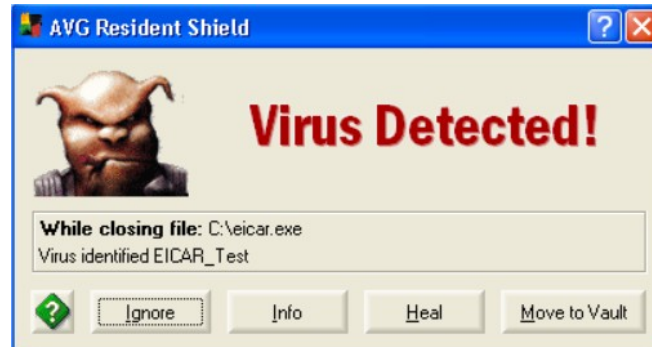 AVG Resident Shield
Virus Detected!
While closing file: C:\eicar.exe
Virus identified EICAR_Test
Ignore
Info
Heal
Move to Vault